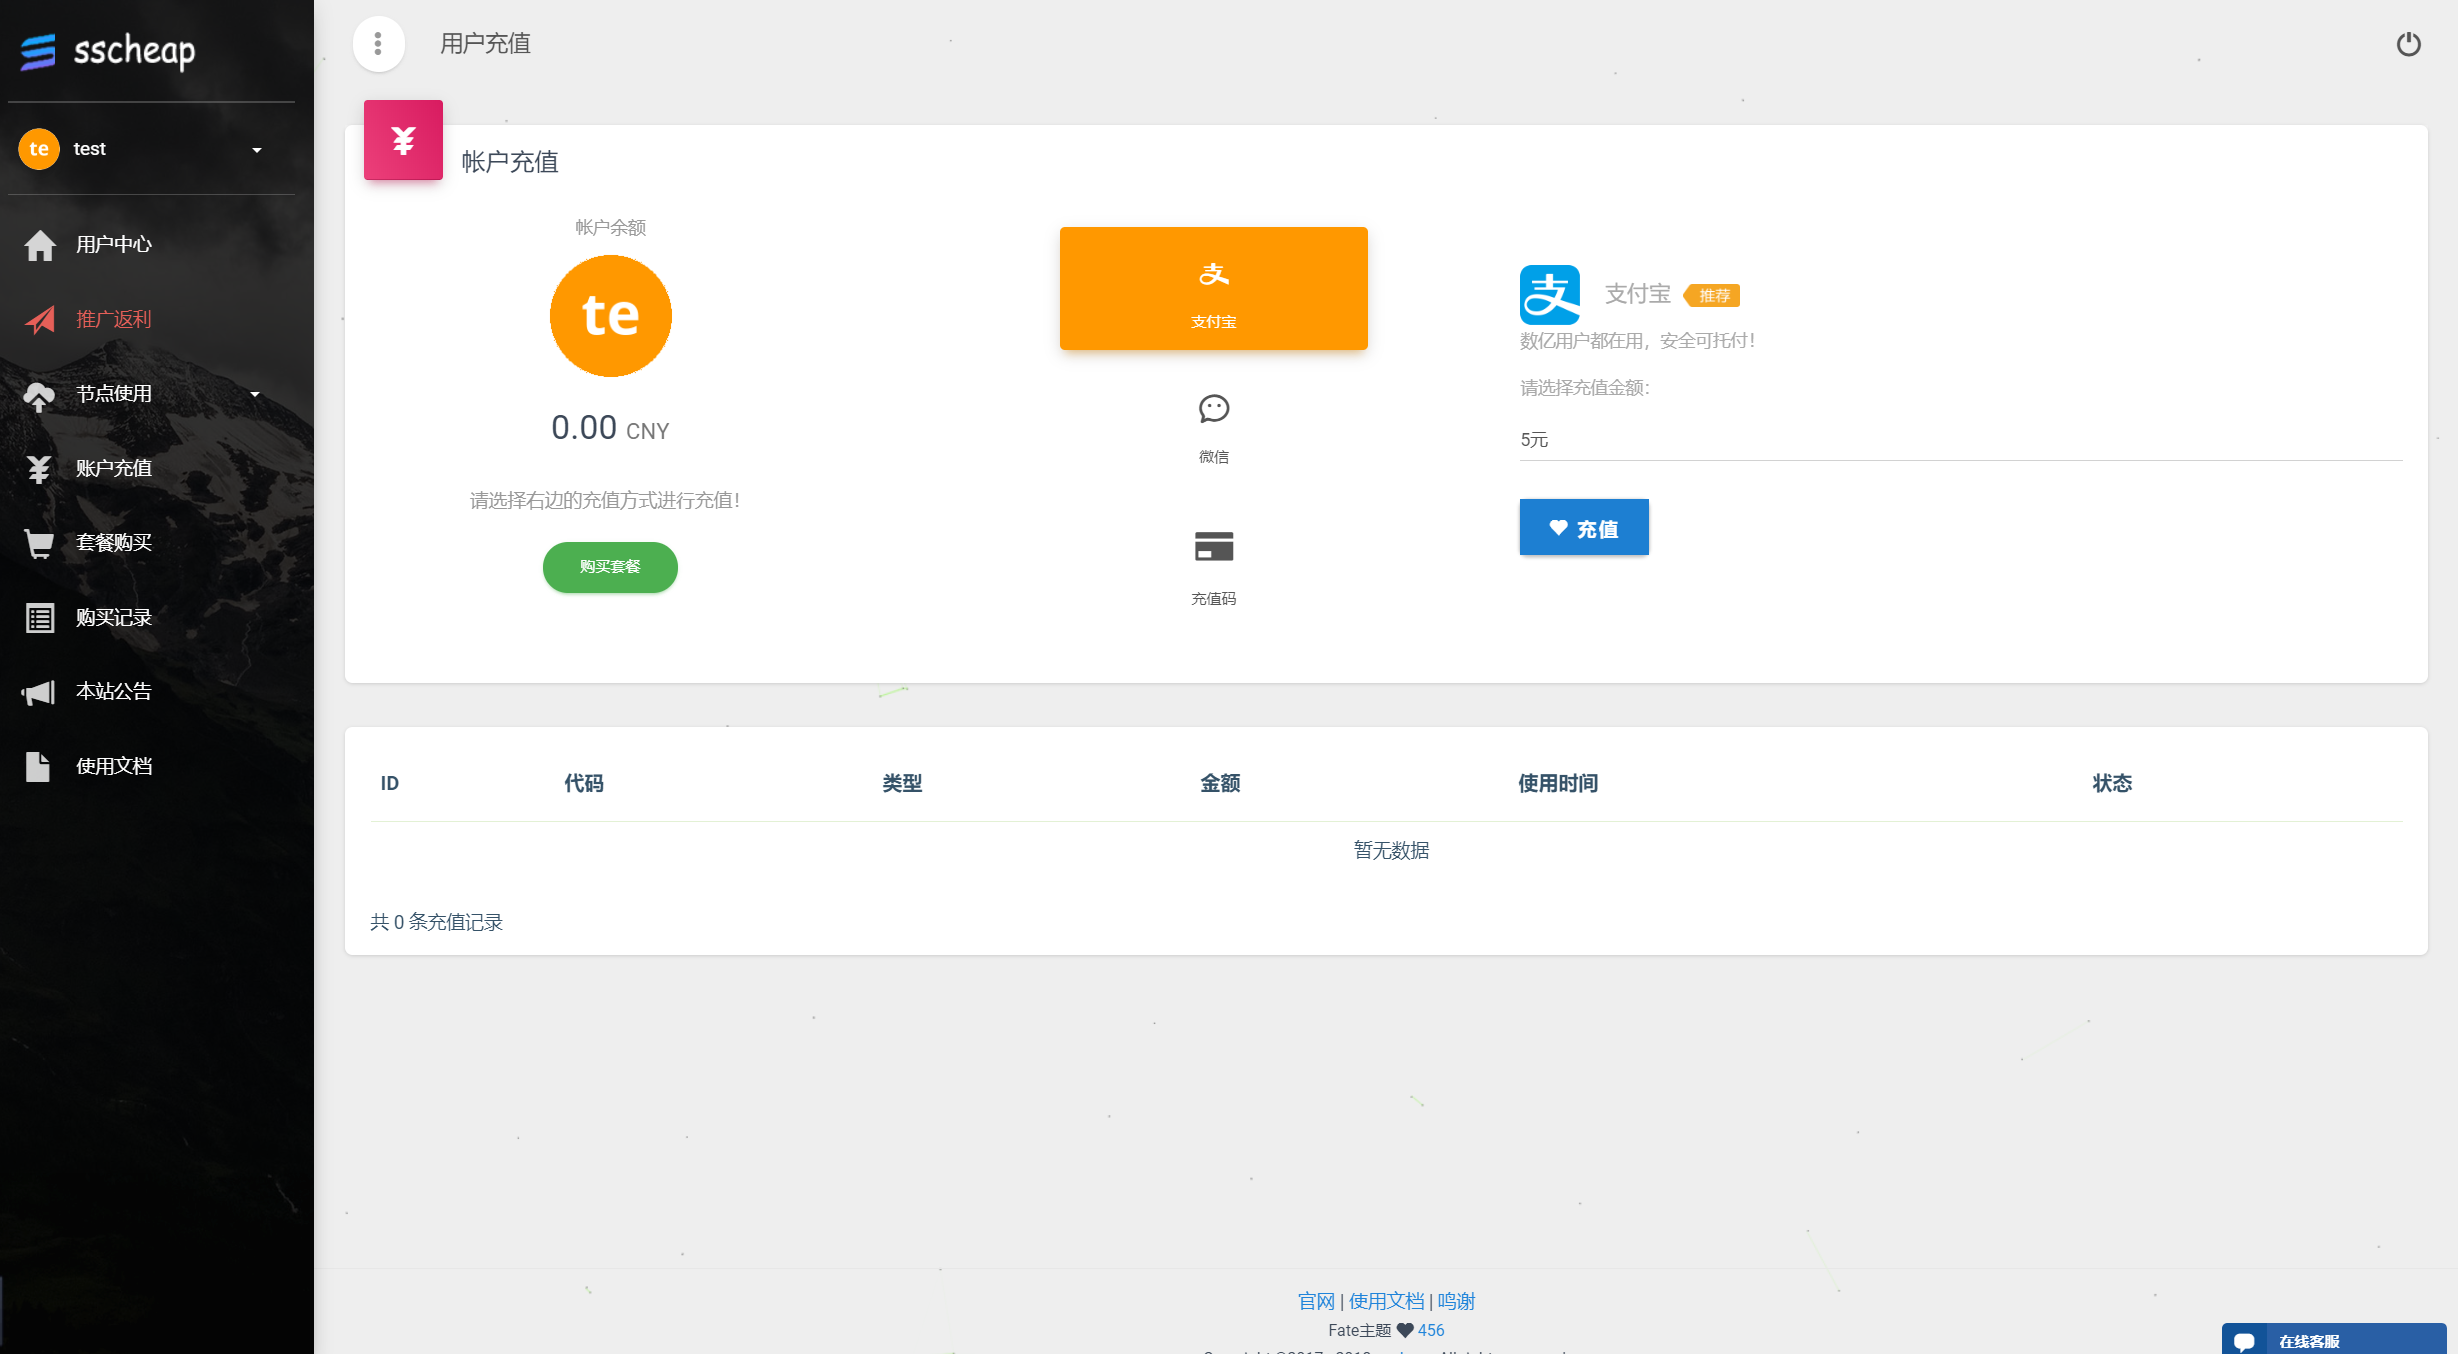 sscheap
te test
用户中心
推广返利
节点使用
账户充值
套餐购买
购买记录
本站公告
使用文档
用户充值
帐户充值
帐户余额
te
0.00 CNY
请选择右边的充值方式进行充值!
购买套餐
支付宝
微信
充值码
支付宝 推荐
数亿用户都在用，安全可托付!
请选择充值金额:
5元
充值
ID 代码 类型 金额 使用时间 状态
暂无数据
共 0 条充值记录
官网 | 使用文档 | 鸣谢
Fate主题 456
在线客服